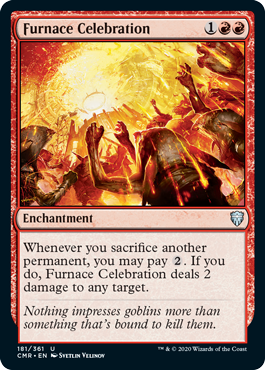 Furnace Celebration 1
Enchantment
Whenever you sacrifice another
permanent, you may pay 2. If you
do, Furnace Celebration deals 2
damage to any target.
Nothing impresses goblins more than
something that's bound to kill them.
181/361 U
CMR • EN Svetlin Velinov ™ & © 2020 Wizards of the Coast